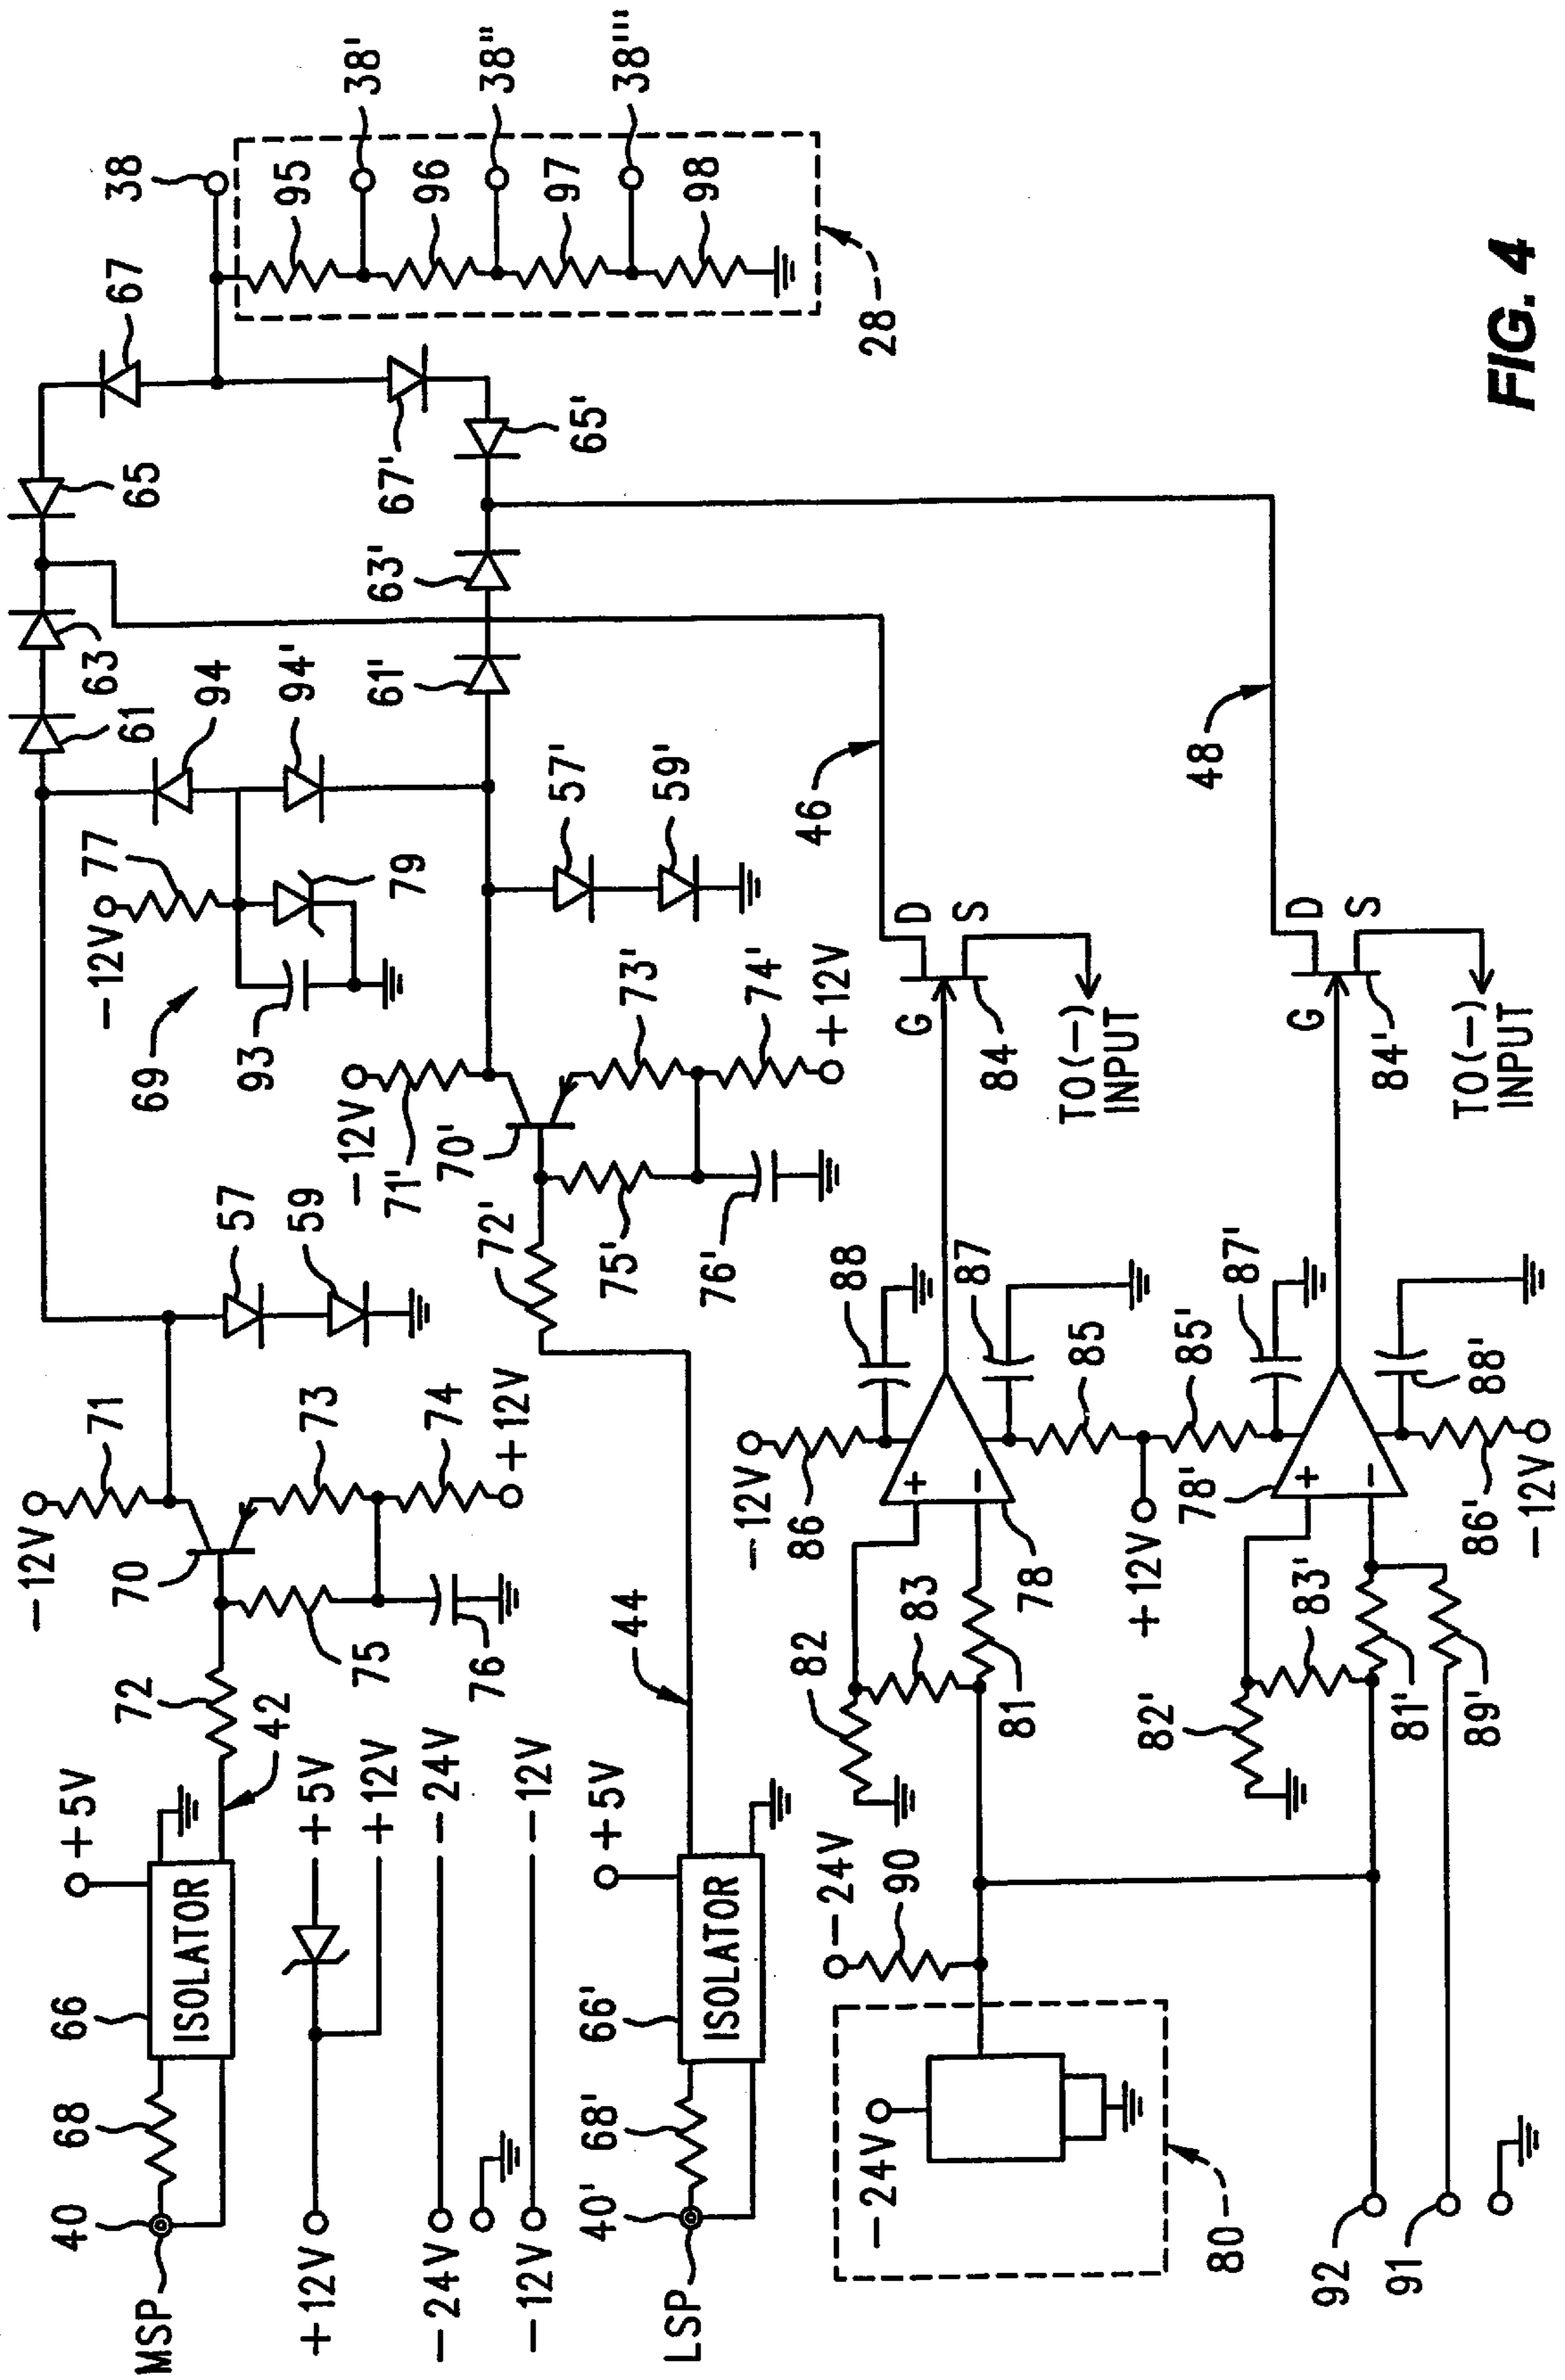 38
38'
38''
38'''
95
96
97
98
28
67
65
67'
65'
63
61
63'
61'
94
94'
77
79
-12V
93
69
57'
59'
46
48
-12V
71
70
57
59
73
74
+12V
75
76
72
42
-12V
71'
70'
73'
74'
+12V
72'
75'
76'
44
+5V
ISOLATOR
66
68
40
MSP
+12V
+5V
+12V
-24V
-24V
-12V
-12V
+5V
ISOLATOR
66'
68'
40'
LSP
-24V
90
-24V
80
82
83
81
-12V
86
88
+
-
78
87
85
+12V
85'
87'
78'
+
-
88'
86'
-12V
82'
83'
81'
89'
92
91
G
D
S
84
TO(-)
INPUT
G
D
S
84'
TO(-)
INPUT
FIG. 4